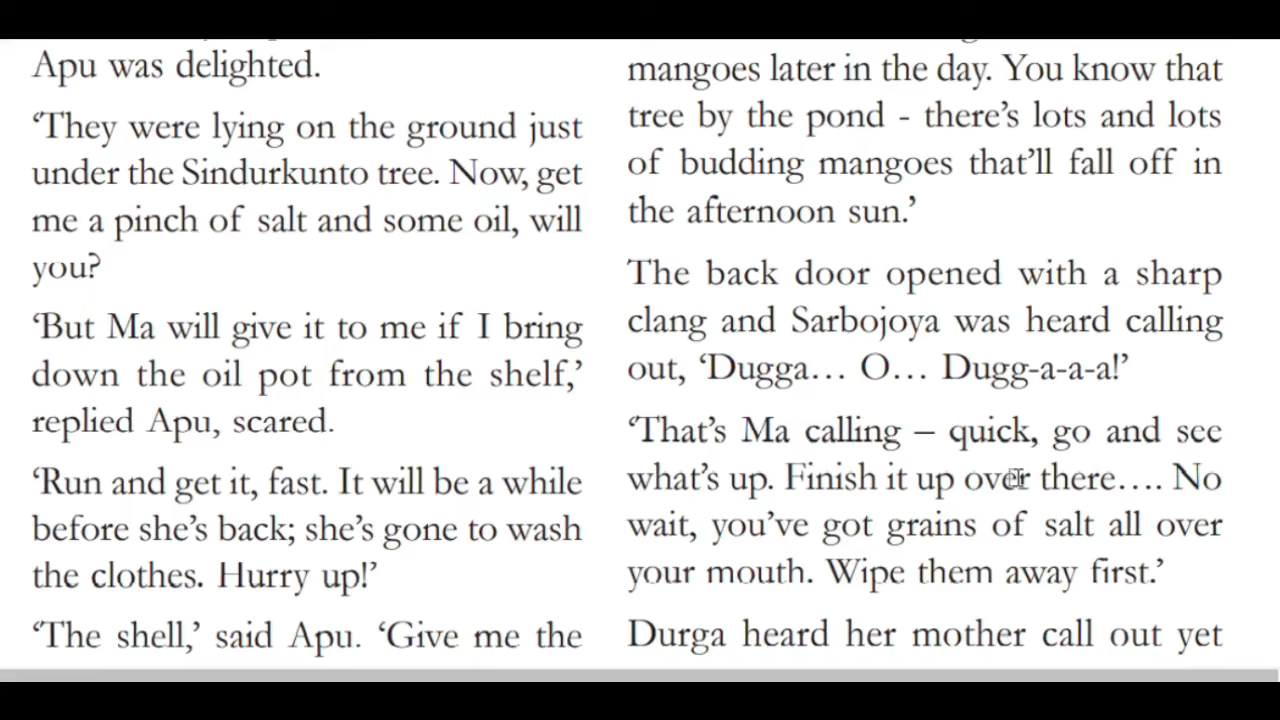 Apu was delighted.
‘They were lying on the ground just
under the Sindurkunto tree. Now, get
me a pinch of salt and some oil, will
you?
‘But Ma will give it to me if I bring
down the oil pot from the shelf,’
replied Apu, scared.
‘Run and get it, fast. It will be a while
before she’s back; she’s gone to wash
the clothes. Hurry up!’
‘The shell,’ said Apu. ‘Give me the
mangoes later in the day. You know that
tree by the pond - there’s lots and lots
of budding mangoes that’ll fall off in
the afternoon sun.’
The back door opened with a sharp
clang and Sarbojoya was heard calling
out, ‘Dugga… O… Dugg-a-a-a!’
‘That’s Ma calling – quick, go and see
what’s up. Finish it up over there…. No
wait, you’ve got grains of salt all over
your mouth. Wipe them away first.’
Durga heard her mother call out yet